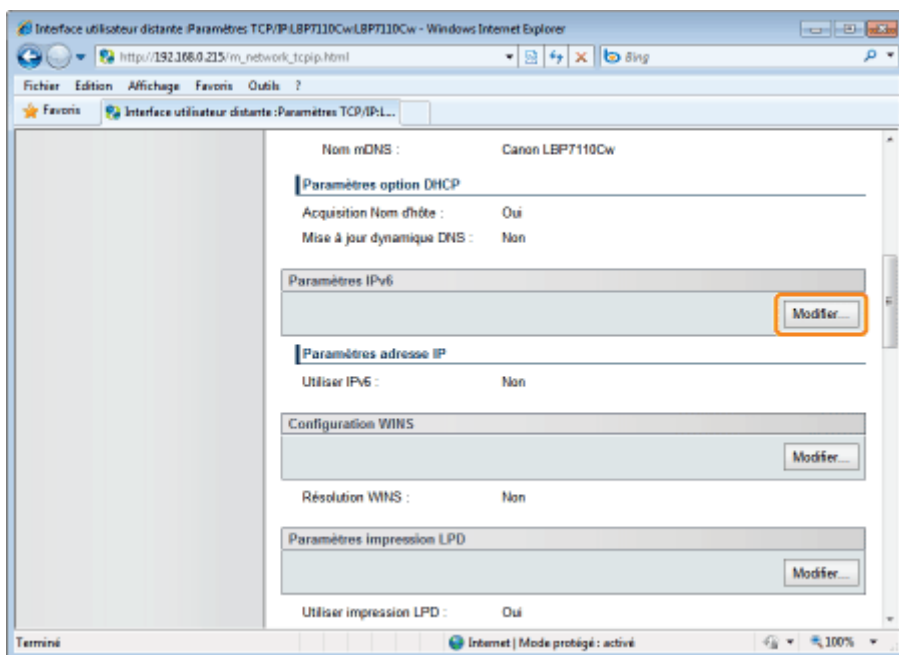 Interface utilisateur distante :Paramètres TCP/IP:LBP7110Cw:LBP7110Cw - Windows Internet Explorer
http://192.168.0.215/m_network_tcpip.html
Bing
Fichier Edition Affichage Favoris Outils ?
Favoris
Interface utilisateur distante :Paramètres TCP/IP:L...
Nom mDNS : Canon LBP7110Cw
Paramètres option DHCP
Acquisition Nom d'hôte : Oui
Mise à jour dynamique DNS : Non
Paramètres IPv6
Modifier...
Paramètres adresse IP
Utiliser IPv6 : Non
Configuration WINS
Modifier...
Résolution WINS : Non
Paramètres impression LPD
Modifier...
Utiliser impression LPD : Oui
Terminé
Internet | Mode protégé : activé
100%